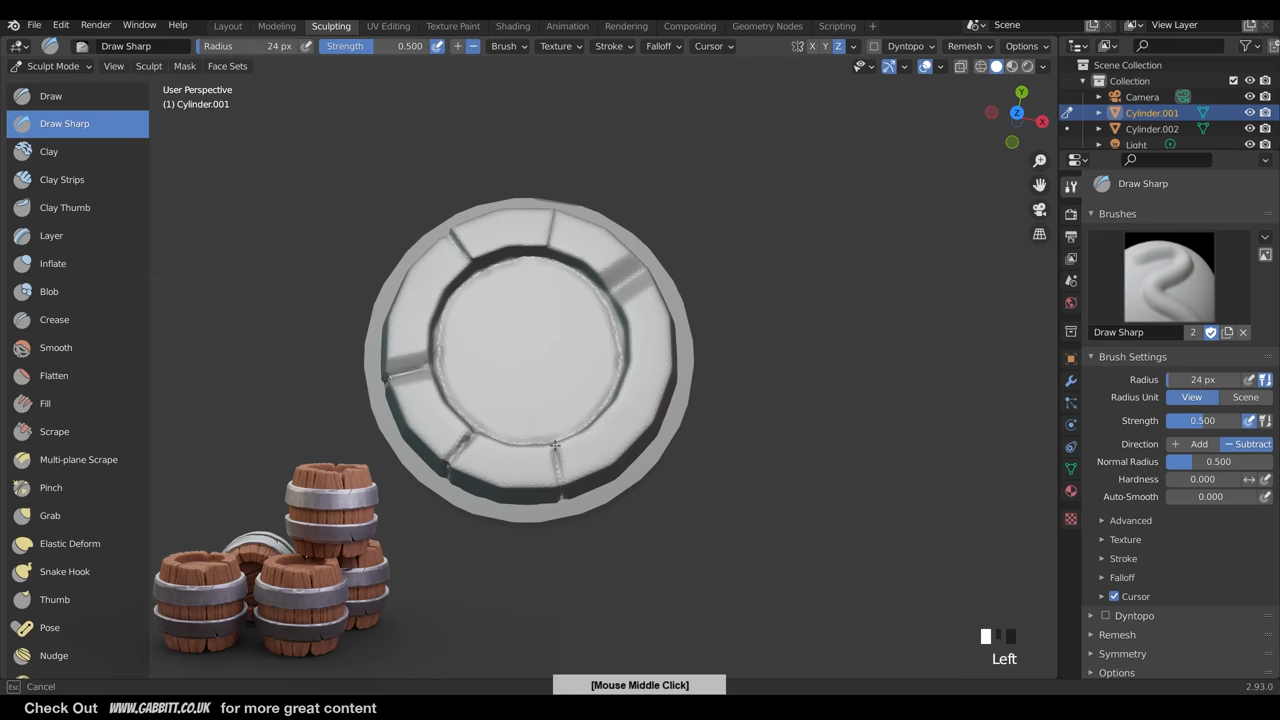 File Edit Render Window Help Layout Modeling Sculpting UV Editing Texture Paint Shading Animation Rendering Compositing Geometry Nodes Scripting + Scene View Layer
Draw Sharp Radius 24 px Strength 0.500 Brush Texture Stroke Falloff Cursor X Y Z Dyntopo Remesh Options
Sculpt Mode View Sculpt Mask Face Sets
Scene Collection
Collection
Camera
Cylinder.001
Cylinder.002
Light
User Perspective
(1) Cylinder.001
Y
Z
X
Draw
Draw Sharp
Clay
Clay Strips
Clay Thumb
Layer
Inflate
Blob
Crease
Smooth
Flatten
Fill
Scrape
Multi-plane Scrape
Pinch
Grab
Elastic Deform
Snake Hook
Thumb
Pose
Nudge
Draw Sharp
Brushes
Draw Sharp 2
Brush Settings
Radius 24 px
Radius Unit View Scene
Strength 0.500
Direction + Add − Subtract
Normal Radius 0.500
Hardness 0.000
Auto-Smooth 0.000
Advanced
Texture
Stroke
Falloff
Cursor
Dyntopo
Remesh
Symmetry
Options
Left
Esc Cancel
[Mouse Middle Click]
2.93.0
Check Out WWW.GABBITT.CO.UK for more great content